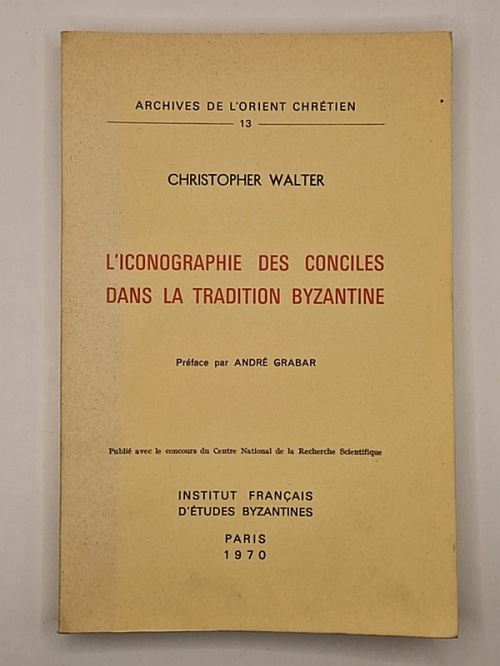 ARCHIVES DE L'ORIENT CHRÉTIEN
13
CHRISTOPHER WALTER
L'ICONOGRAPHIE DES CONCILES
DANS LA TRADITION BYZANTINE
Préface par ANDRÉ GRABAR
Publié avec le concours du Centre National de la Recherche Scientifique
INSTITUT FRANÇAIS
D'ÉTUDES BYZANTINES
PARIS
1970